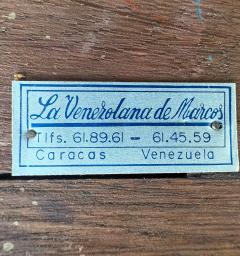 La Venezolana de Marcos
Tlfs. 61.89.61 - 61.45.59
Caracas Venezuela